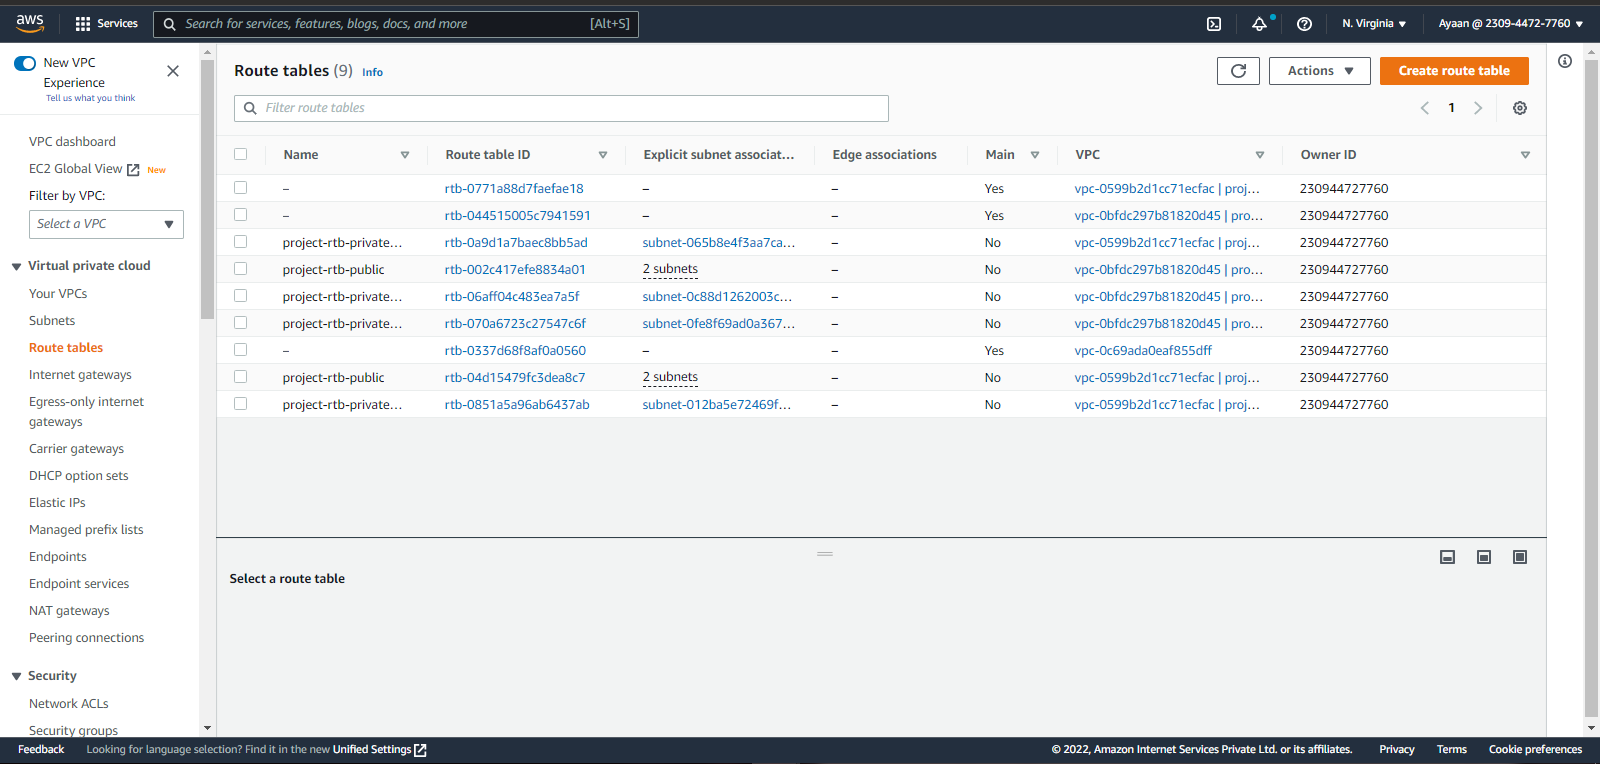 aws
Services
Search for services, features, blogs, docs, and more
[Alt+S]
N. Virginia
Ayaan @ 2309-4472-7760
New VPC
Experience
Tell us what you think
VPC dashboard
EC2 Global View New
Filter by VPC:
Select a VPC
Virtual private cloud
Your VPCs
Subnets
Route tables
Internet gateways
Egress-only internet
gateways
Carrier gateways
DHCP option sets
Elastic IPs
Managed prefix lists
Endpoints
Endpoint services
NAT gateways
Peering connections
Security
Network ACLs
Security groups
Route tables (9) Info
Actions
Create route table
Filter route tables
1
Name Route table ID Explicit subnet associat... Edge associations Main VPC Owner ID
– rtb-0771a88d7faefae18 – – Yes vpc-0599b2d1cc71ecfac | proj... 230944727760
– rtb-044515005c7941591 – – Yes vpc-0bfdc297b81820d45 | pro... 230944727760
project-rtb-private... rtb-0a9d1a7baec8bb5ad subnet-065b8e4f3aa7ca... – No vpc-0599b2d1cc71ecfac | proj... 230944727760
project-rtb-public rtb-002c417efe8834a01 2 subnets – No vpc-0bfdc297b81820d45 | pro... 230944727760
project-rtb-private... rtb-06aff04c483ea7a5f subnet-0c88d1262003c... – No vpc-0bfdc297b81820d45 | pro... 230944727760
project-rtb-private... rtb-070a6723c27547c6f subnet-0fe8f69ad0a367... – No vpc-0bfdc297b81820d45 | pro... 230944727760
– rtb-0337d68f8af0a0560 – – Yes vpc-0c69ada0eaf855dff 230944727760
project-rtb-public rtb-04d15479fc3dea8c7 2 subnets – No vpc-0599b2d1cc71ecfac | proj... 230944727760
project-rtb-private... rtb-0851a5a96ab6437ab subnet-012ba5e72469f... – No vpc-0599b2d1cc71ecfac | proj... 230944727760
Select a route table
Feedback
Looking for language selection? Find it in the new Unified Settings
© 2022, Amazon Internet Services Private Ltd. or its affiliates.
Privacy
Terms
Cookie preferences